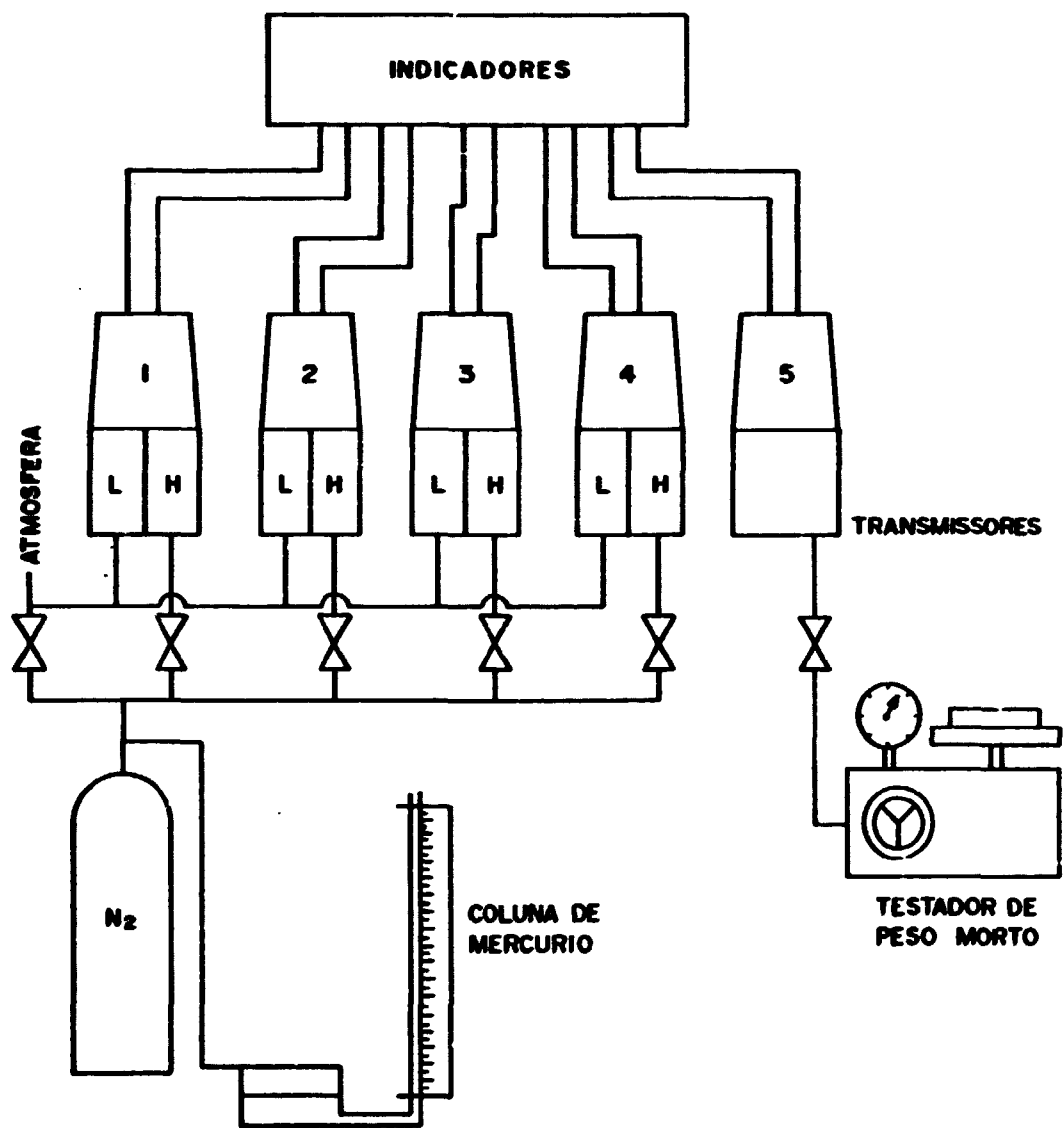 INDICADORES
1
2
3
4
5
L
H
L
H
L
H
L
H
ATMOSFERA
TRANSMISSORES
N2
COLUNA DE
MERCURIO
TESTADOR DE
PESO MORTO